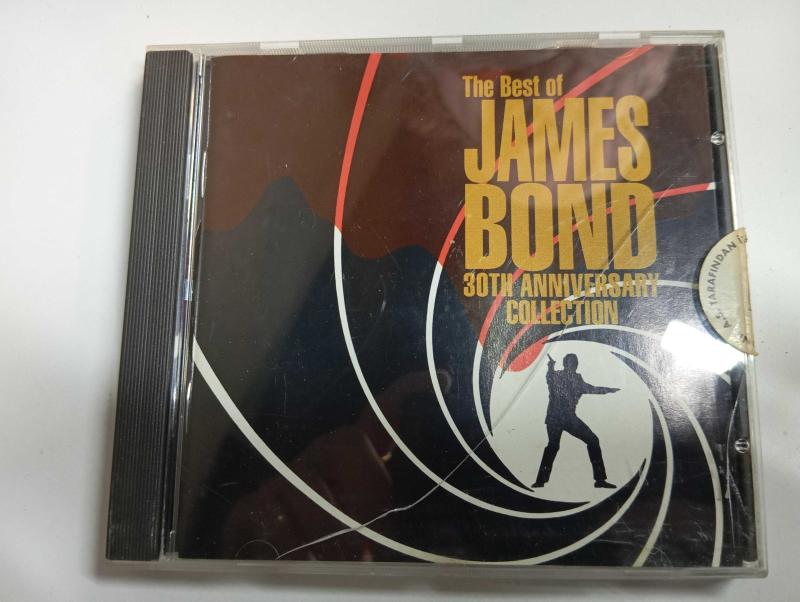 The Best of
JAMES
BOND
30TH ANNIVERSARY
COLLECTION
TARAFINDAN